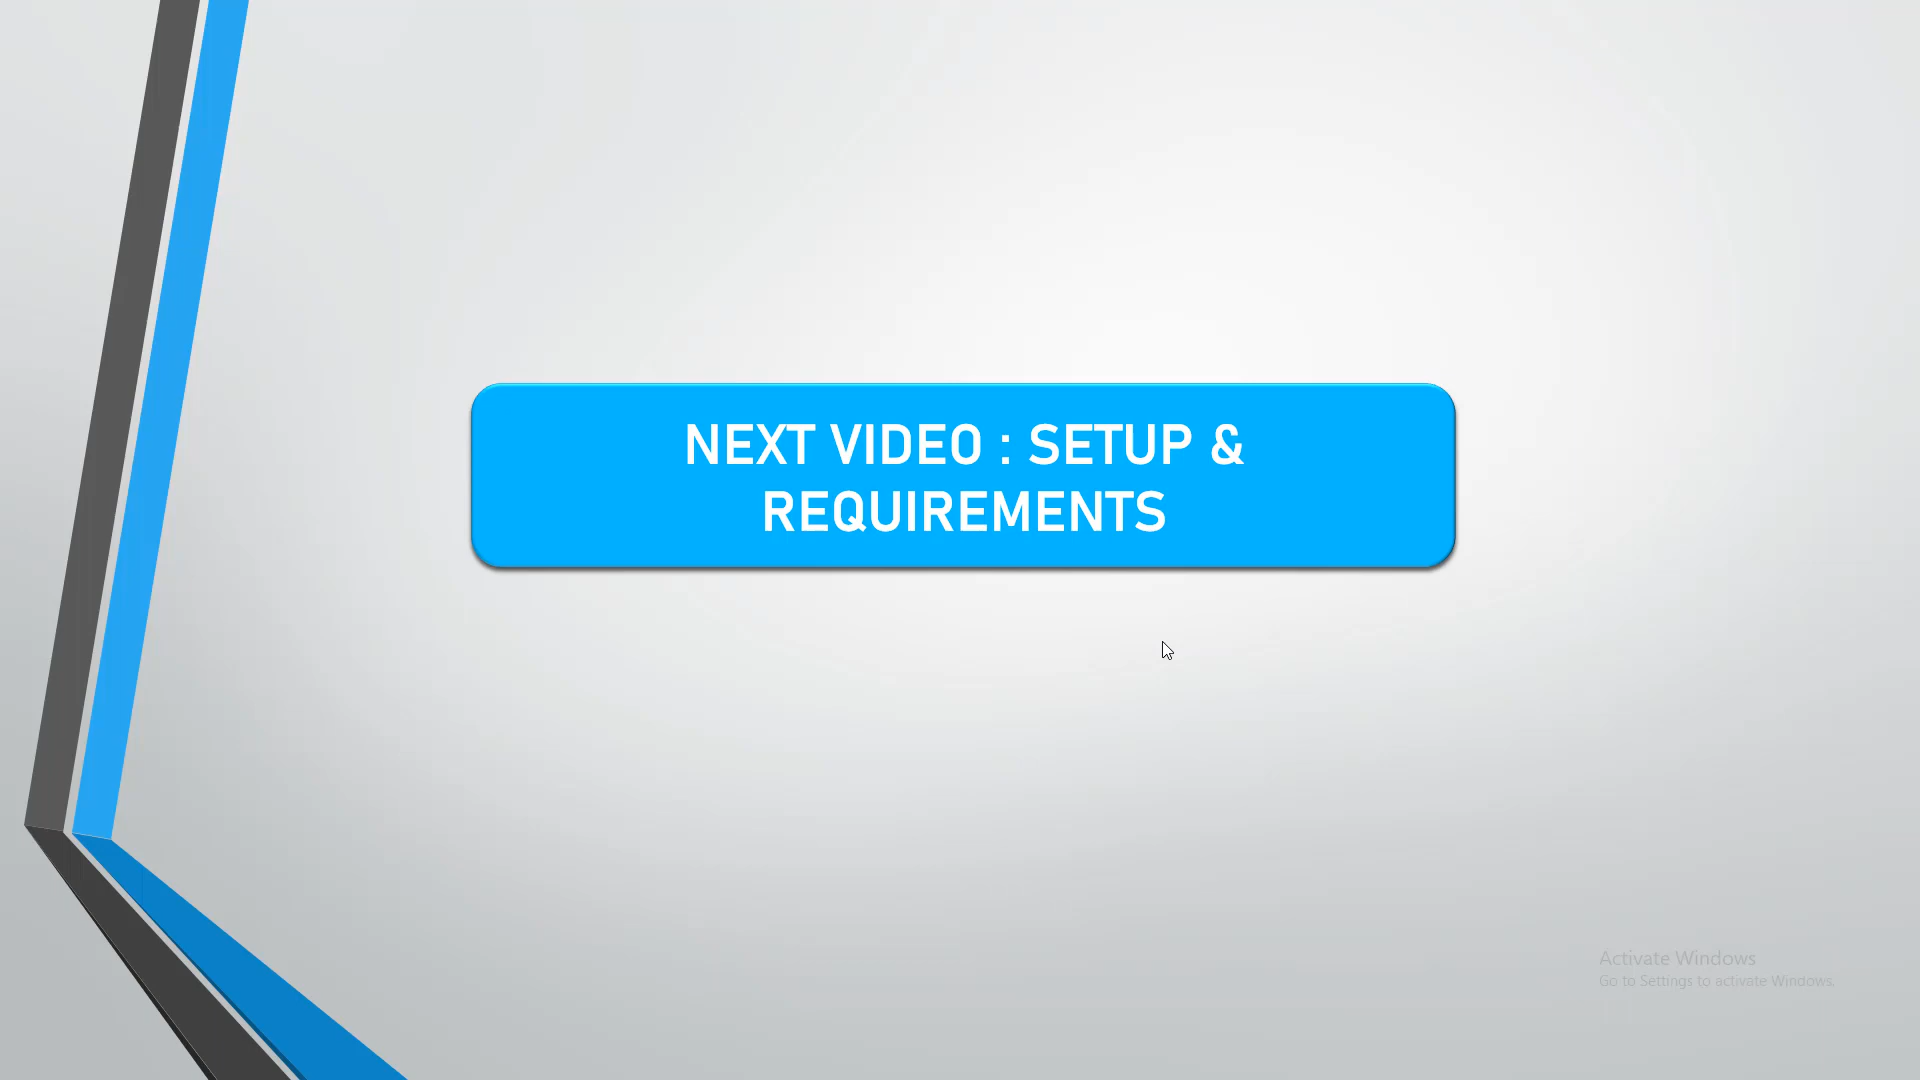 NEXT VIDEO : SETUP &
REQUIREMENTS
Activate Windows
Go to Settings to activate Windows.